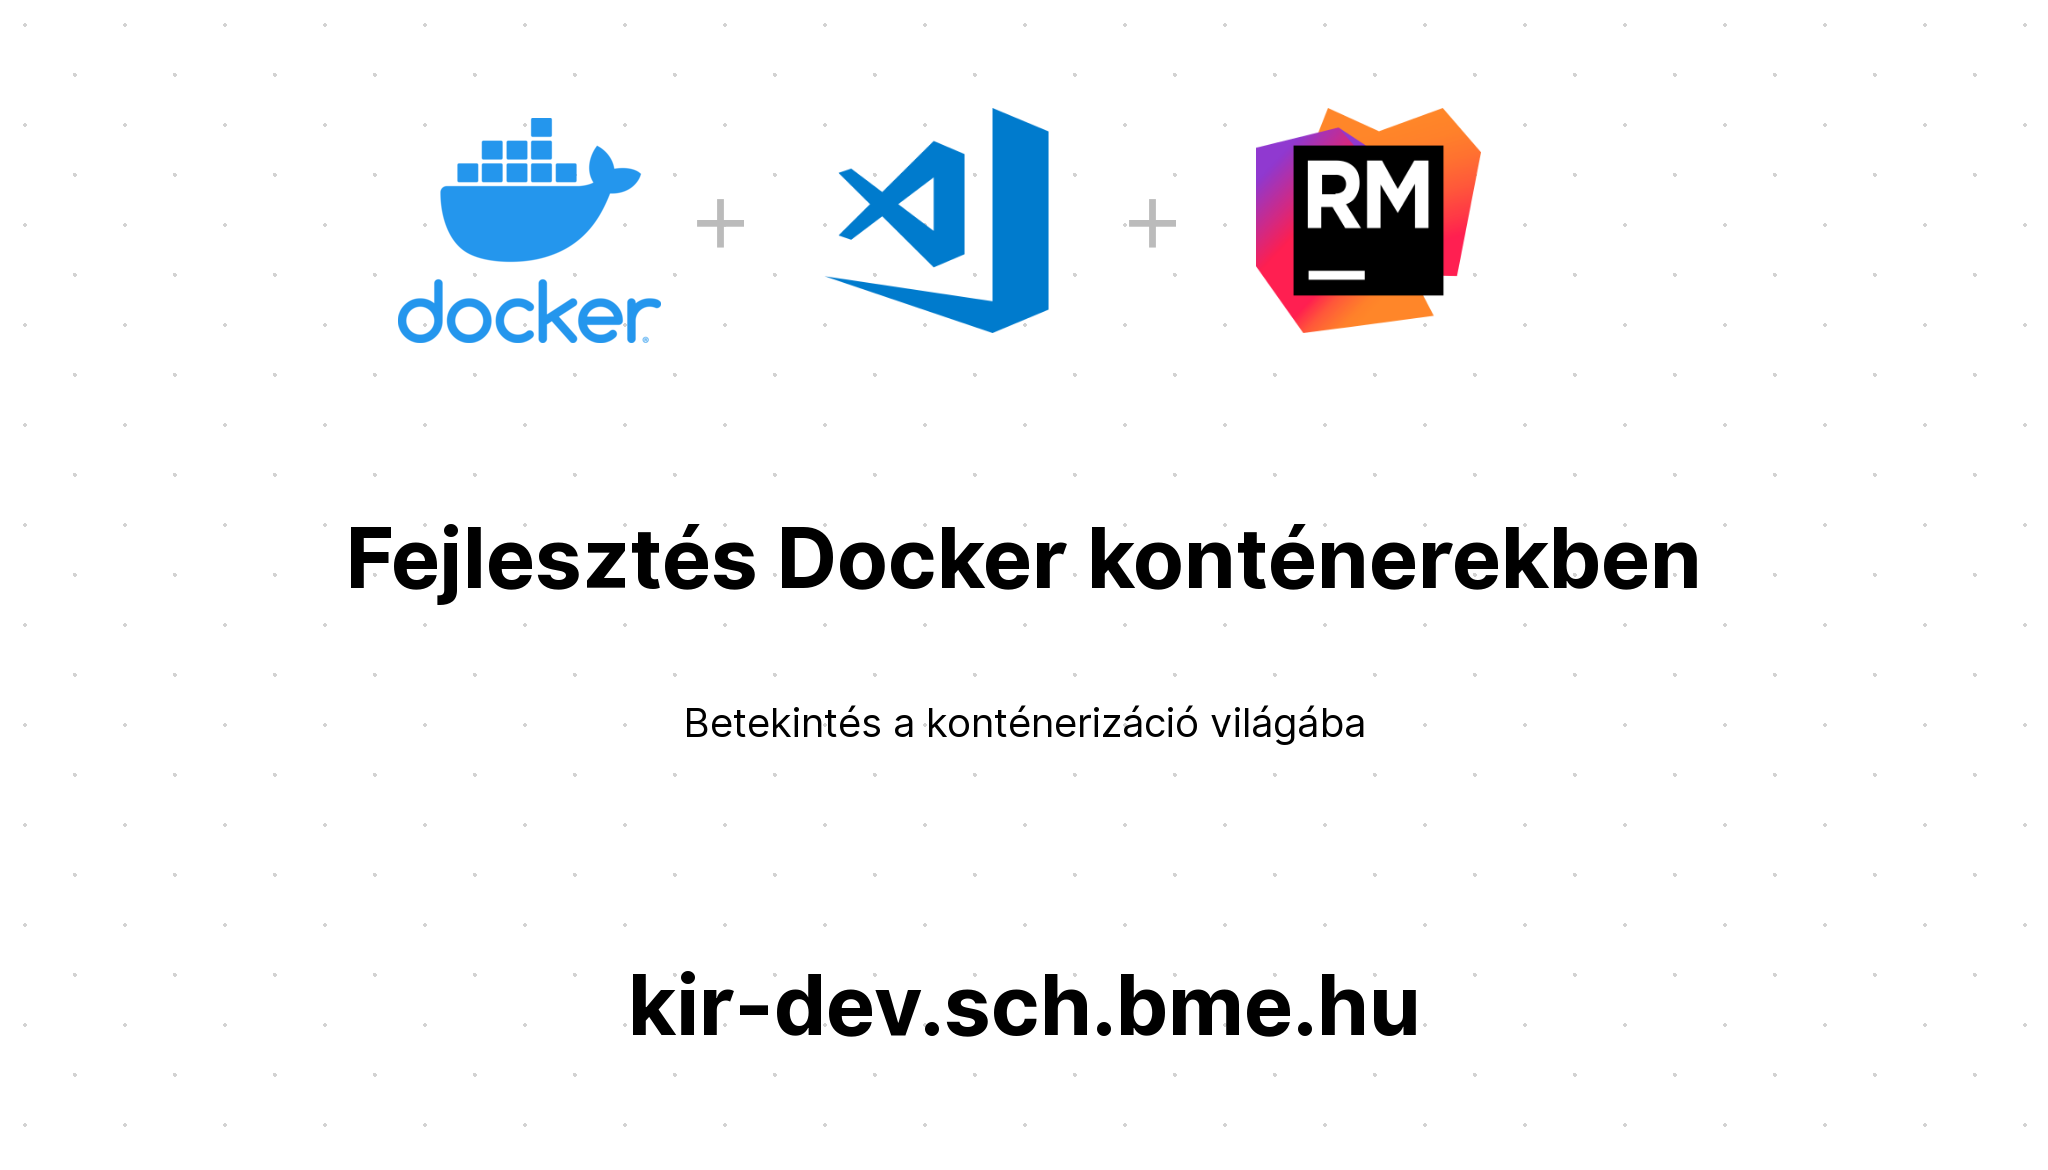 docker®
RM
Fejlesztés Docker konténerekben
Betekintés a konténerizáció világába
kir-dev.sch.bme.hu